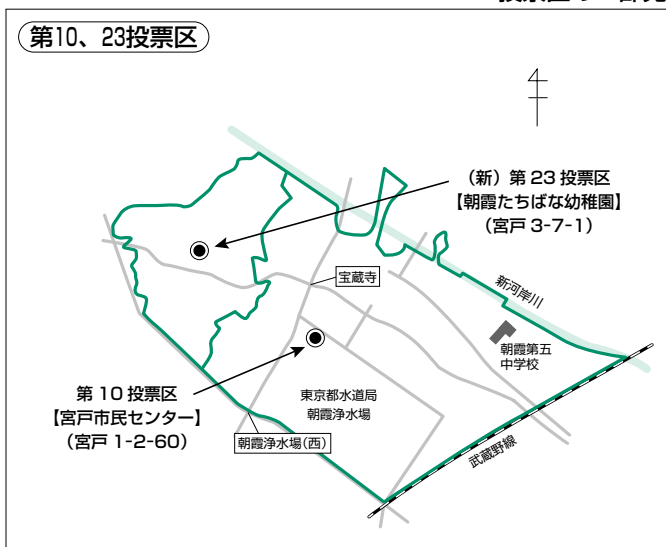 第10、23投票区
(新) 第 23 投票区
【朝霞たちばな幼稚園】
(宮戸 3-7-1)
宝蔵寺
新河岸川
朝霞第五
中学校
第 10 投票区
【宮戸市民センター】
(宮戸 1-2-60)
東京都水道局
朝霞浄水場
朝霞浄水場(西)
武蔵野線